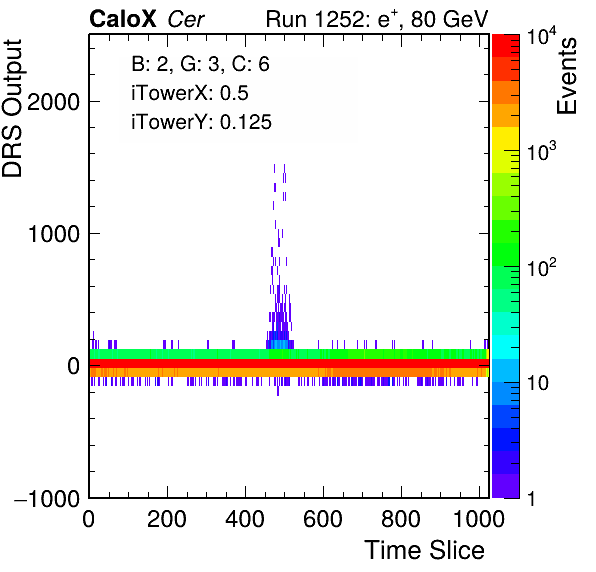 CaloX Cer
Run 1252: e⁺, 80 GeV
B: 2, G: 3, C: 6
iTowerX: 0.5
iTowerY: 0.125
DRS Output
2000
1000
0
−1000
0 200 400 600 800 1000
Time Slice
Events
10⁴
10³
10²
10
1